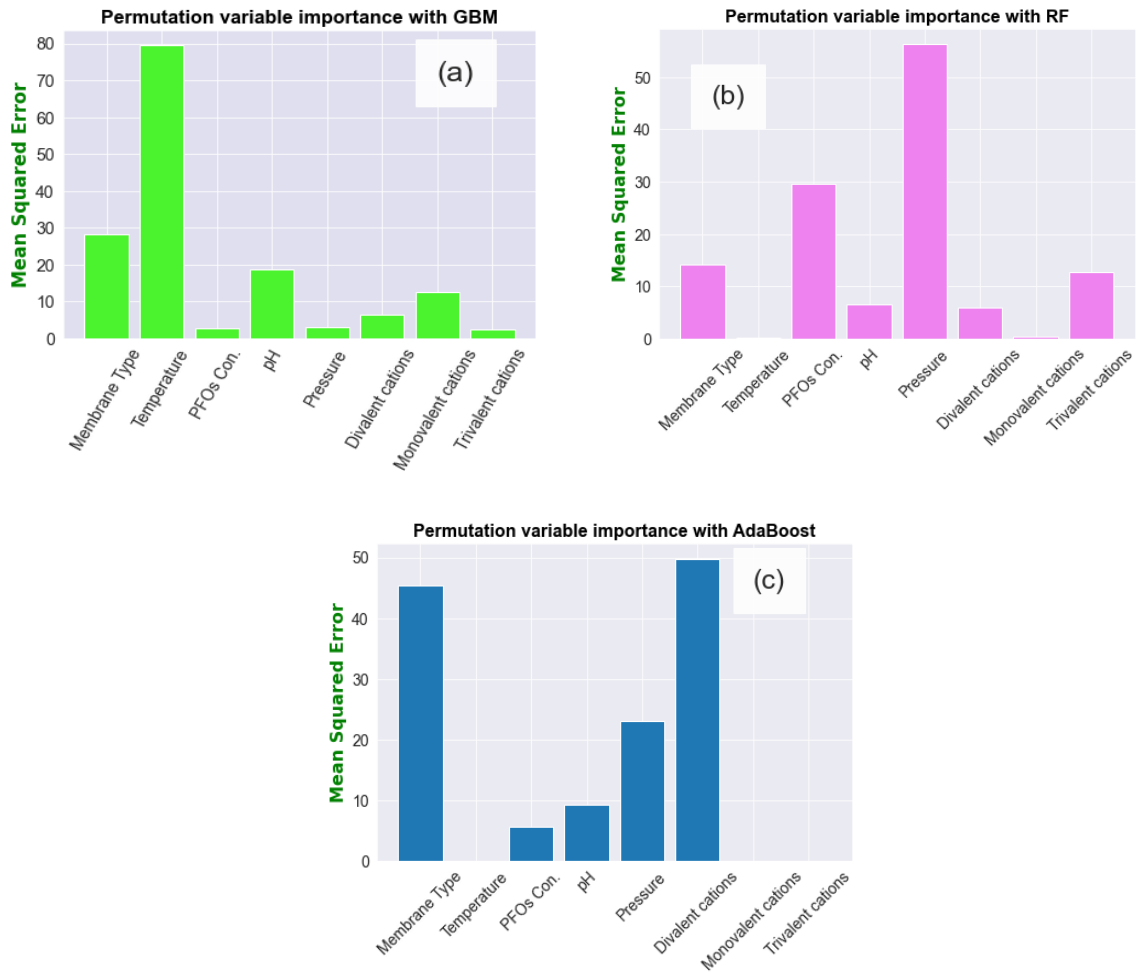 Permutation variable importance with GBM
(a)
Mean Squared Error
80
70
60
50
40
30
20
10
0
Membrane Type
Temperature
PFOs Con.
pH
Pressure
Divalent cations
Monovalent cations
Trivalent cations
Permutation variable importance with RF
(b)
Mean Squared Error
50
40
30
20
10
0
Membrane Type
Temperature
PFOs Con.
pH
Pressure
Divalent cations
Monovalent cations
Trivalent cations
Permutation variable importance with AdaBoost
(c)
Mean Squared Error
50
40
30
20
10
0
Membrane Type
Temperature
PFOs Con.
pH
Pressure
Divalent cations
Monovalent cations
Trivalent cations